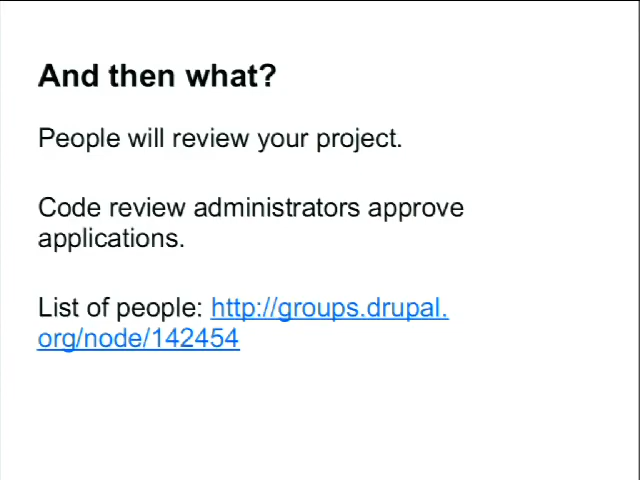 And then what?
People will review your project.
Code review administrators approve
applications.
List of people: http://groups.drupal.
org/node/142454